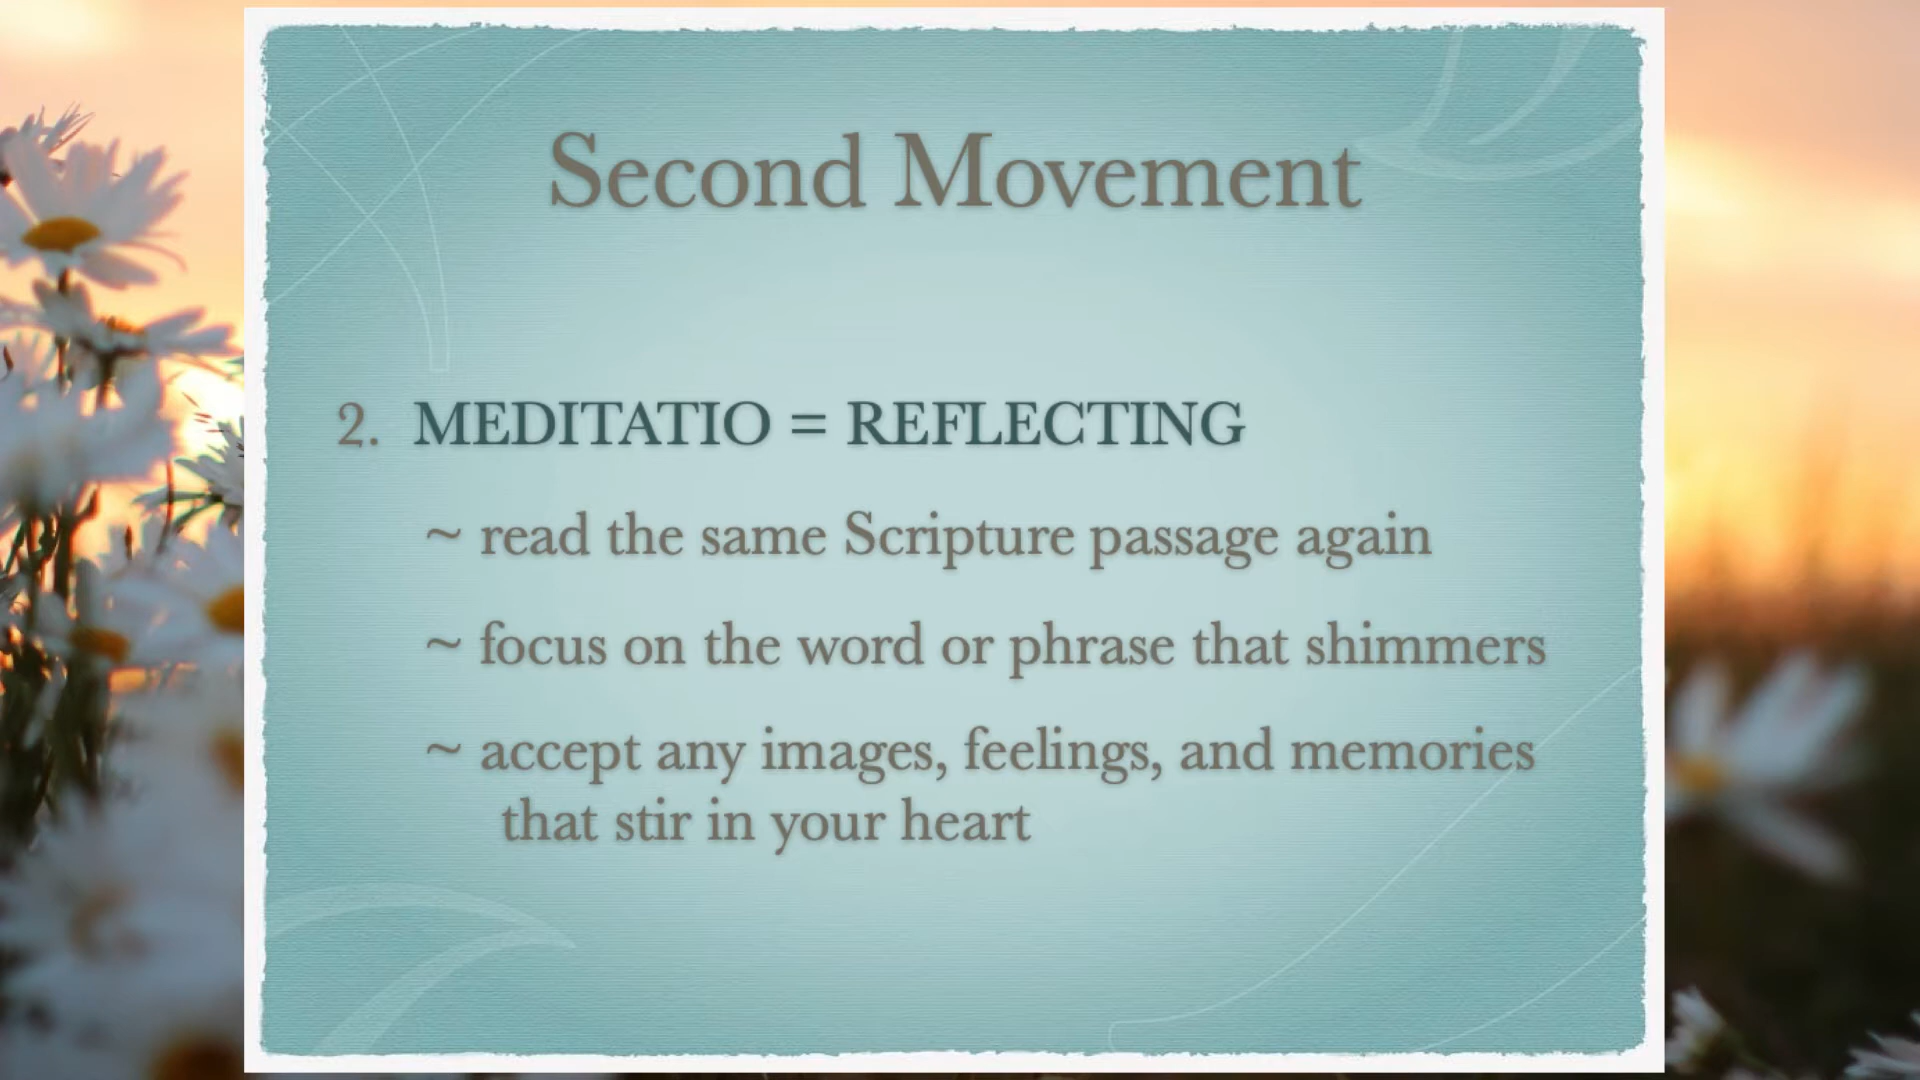 Second Movement
2. MEDITATIO = REFLECTING
~ read the same Scripture passage again
~ focus on the word or phrase that shimmers
~ accept any images, feelings, and memories
that stir in your heart